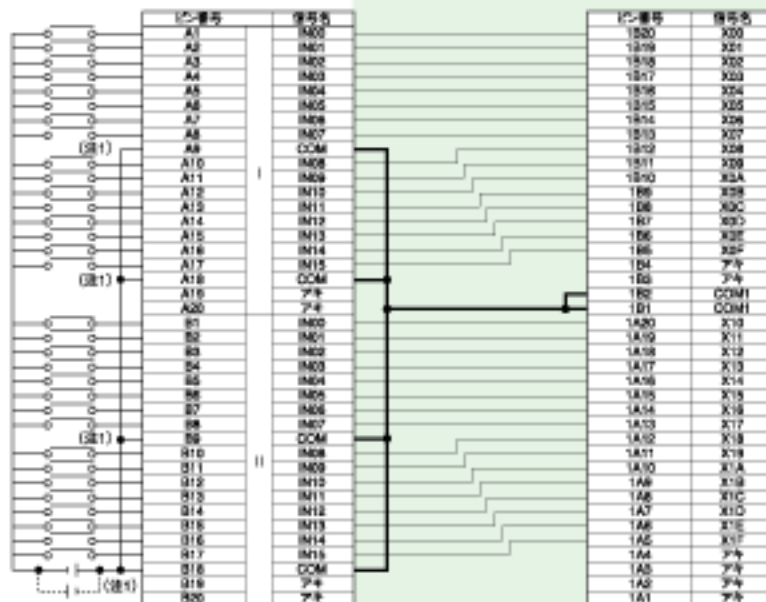 ピン番号 信号名 ピン番号 信号名
A1 IN00 1B20 X00
A2 IN01 1B19 X01
A3 IN02 1B18 X02
A4 IN03 1B17 X03
A5 IN04 1B16 X04
A6 IN05 1B15 X05
A7 IN06 1B14 X06
A8 IN07 1B13 X07
(注1) A9 COM 1B12 X08
A10 IN08 1B11 X09
A11 I IN09 1B10 X0A
A12 IN10 1B9 X0B
A13 IN11 1B8 X0C
A14 IN12 1B7 X0D
A15 IN13 1B6 X0E
A16 IN14 1B5 X0F
A17 IN15 1B4 アキ
(注1) A18 COM 1B3 アキ
A19 アキ 1B2 COM1
A20 アキ 1B1 COM1
B1 IN00 1A20 X10
B2 IN01 1A19 X11
B3 IN02 1A18 X12
B4 IN03 1A17 X13
B5 IN04 1A16 X14
B6 IN05 1A15 X15
B7 IN06 1A14 X16
B8 IN07 1A13 X17
(注1) B9 COM 1A12 X18
B10 IN08 1A11 X19
B11 II IN09 1A10 X1A
B12 IN10 1A9 X1B
B13 IN11 1A8 X1C
B14 IN12 1A7 X1D
B15 IN13 1A6 X1E
B16 IN14 1A5 X1F
B17 IN15 1A4 アキ
(注1) B18 COM 1A3 アキ
B19 アキ 1A2 アキ
B20 アキ 1A1 アキ